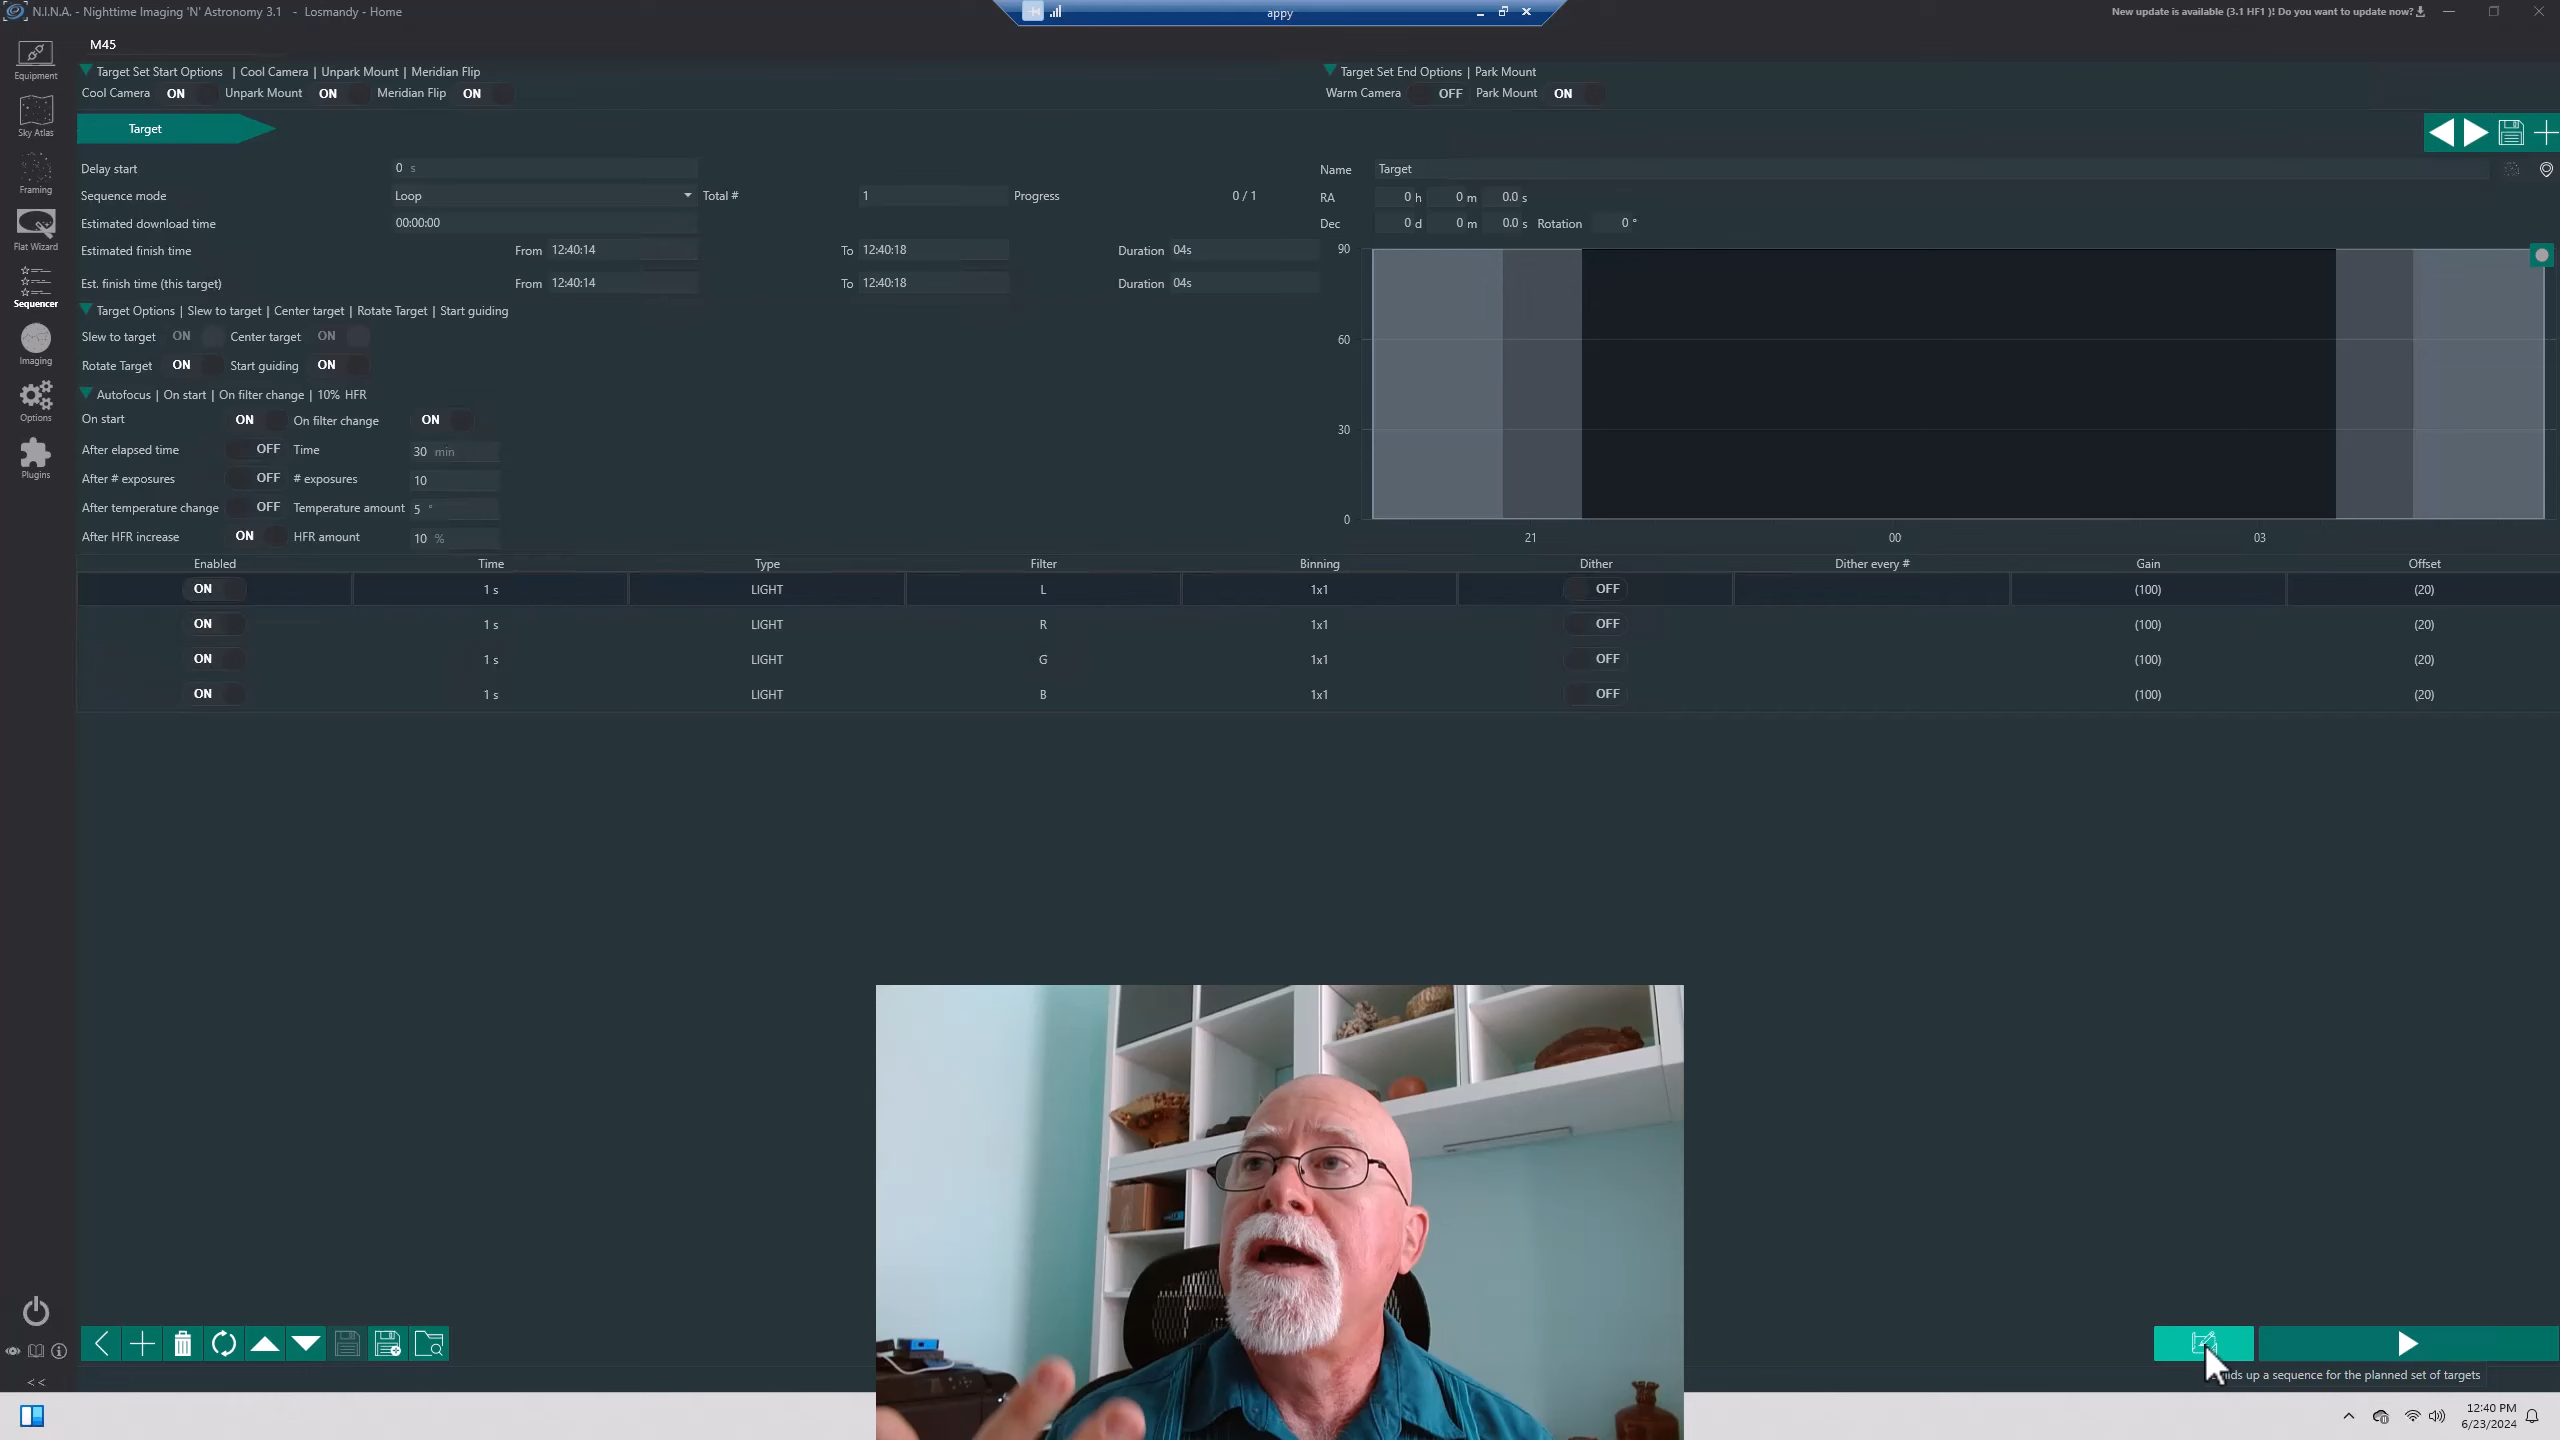 N.I.N.A. - Nighttime Imaging 'N' Astronomy 3.1 - Losmandy - Home
appy
New update is available (3.1 HF1 )! Do you want to update now?
M45
Equipment
Sky Atlas
Framing
Flat Wizard
Sequencer
Imaging
Options
Plugins
<<
Target Set Start Options | Cool Camera | Unpark Mount | Meridian Flip
Cool Camera ON Unpark Mount ON Meridian Flip ON
Target Set End Options | Park Mount
Warm Camera OFF Park Mount ON
Target
Delay start 0 s
Sequence mode Loop Total # 1 Progress 0 / 1
Estimated download time 00:00:00
Estimated finish time From 12:40:14 To 12:40:18 Duration 04s
Est. finish time (this target) From 12:40:14 To 12:40:18 Duration 04s
Name Target
RA 0 h 0 m 0.0 s
Dec 0 d 0 m 0.0 s Rotation 0 °
90
60
30
0
21 00 03
Target Options | Slew to target | Center target | Rotate Target | Start guiding
Slew to target ON Center target ON
Rotate Target ON Start guiding ON
Autofocus | On start | On filter change | 10% HFR
On start ON On filter change ON
After elapsed time OFF Time 30 min
After # exposures OFF # exposures 10
After temperature change OFF Temperature amount 5 °
After HFR increase ON HFR amount 10 %
Enabled Time Type Filter Binning Dither Dither every # Gain Offset
ON 1 s LIGHT L 1x1 OFF (100) (20)
ON 1 s LIGHT R 1x1 OFF (100) (20)
ON 1 s LIGHT G 1x1 OFF (100) (20)
ON 1 s LIGHT B 1x1 OFF (100) (20)
up a sequence for the planned set of targets
12:40 PM
6/23/2024